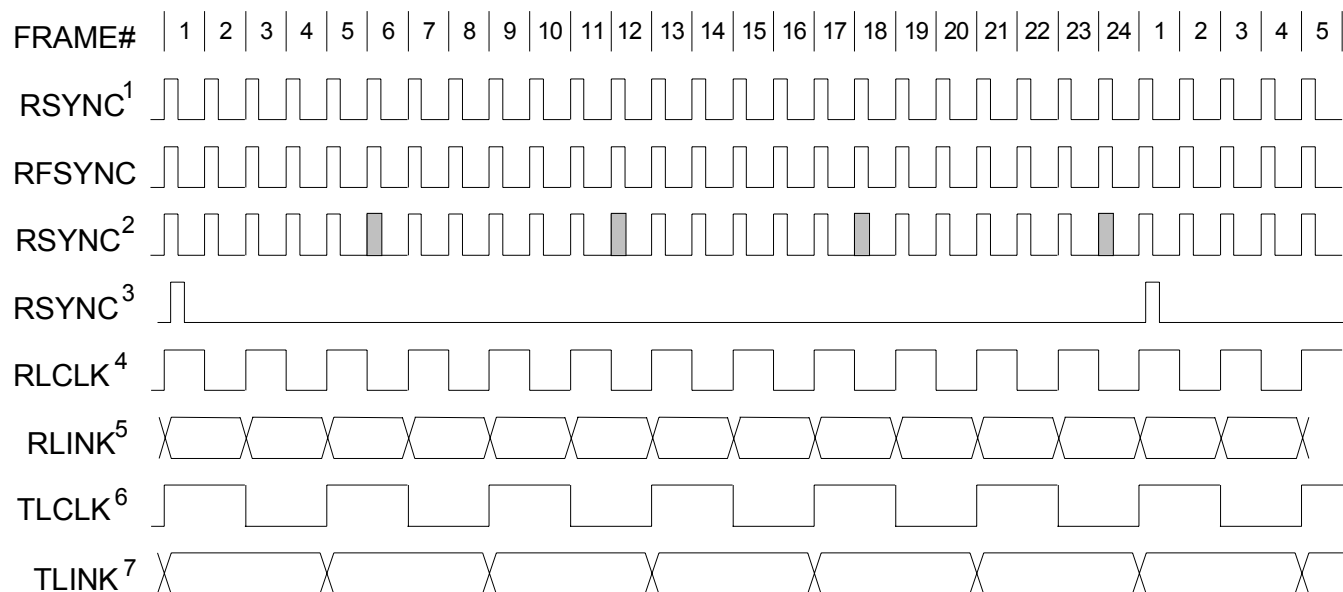 FRAME# 1 2 3 4 5 6 7 8 9 10 11 12 13 14 15 16 17 18 19 20 21 22 23 24 1 2 3 4 5
RSYNC1
RFSYNC
RSYNC2
RSYNC3
RLCLK4
RLINK5
TLCLK6
TLINK7